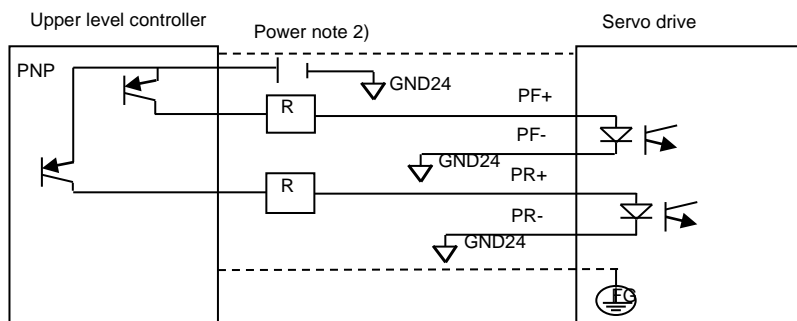 Upper level controller
Power note 2)
Servo drive
PNP
GND24
R
PF+
PF-
GND24
R
PR+
PR-
GND24
FG